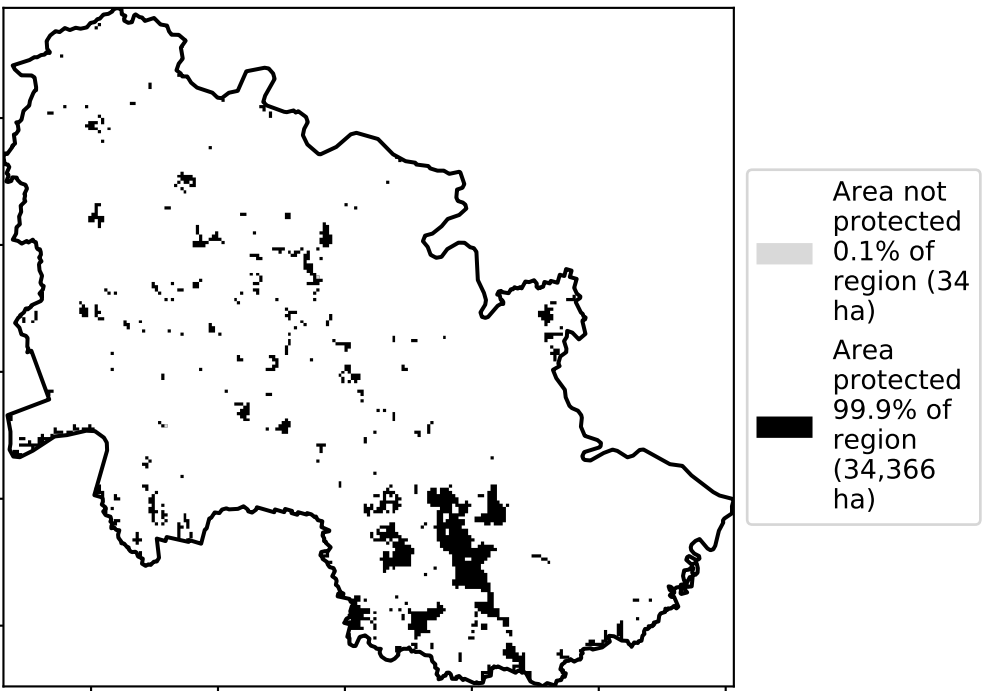 Area not
protected
0.1% of
region (34
ha)
Area
protected
99.9% of
region
(34,366
ha)